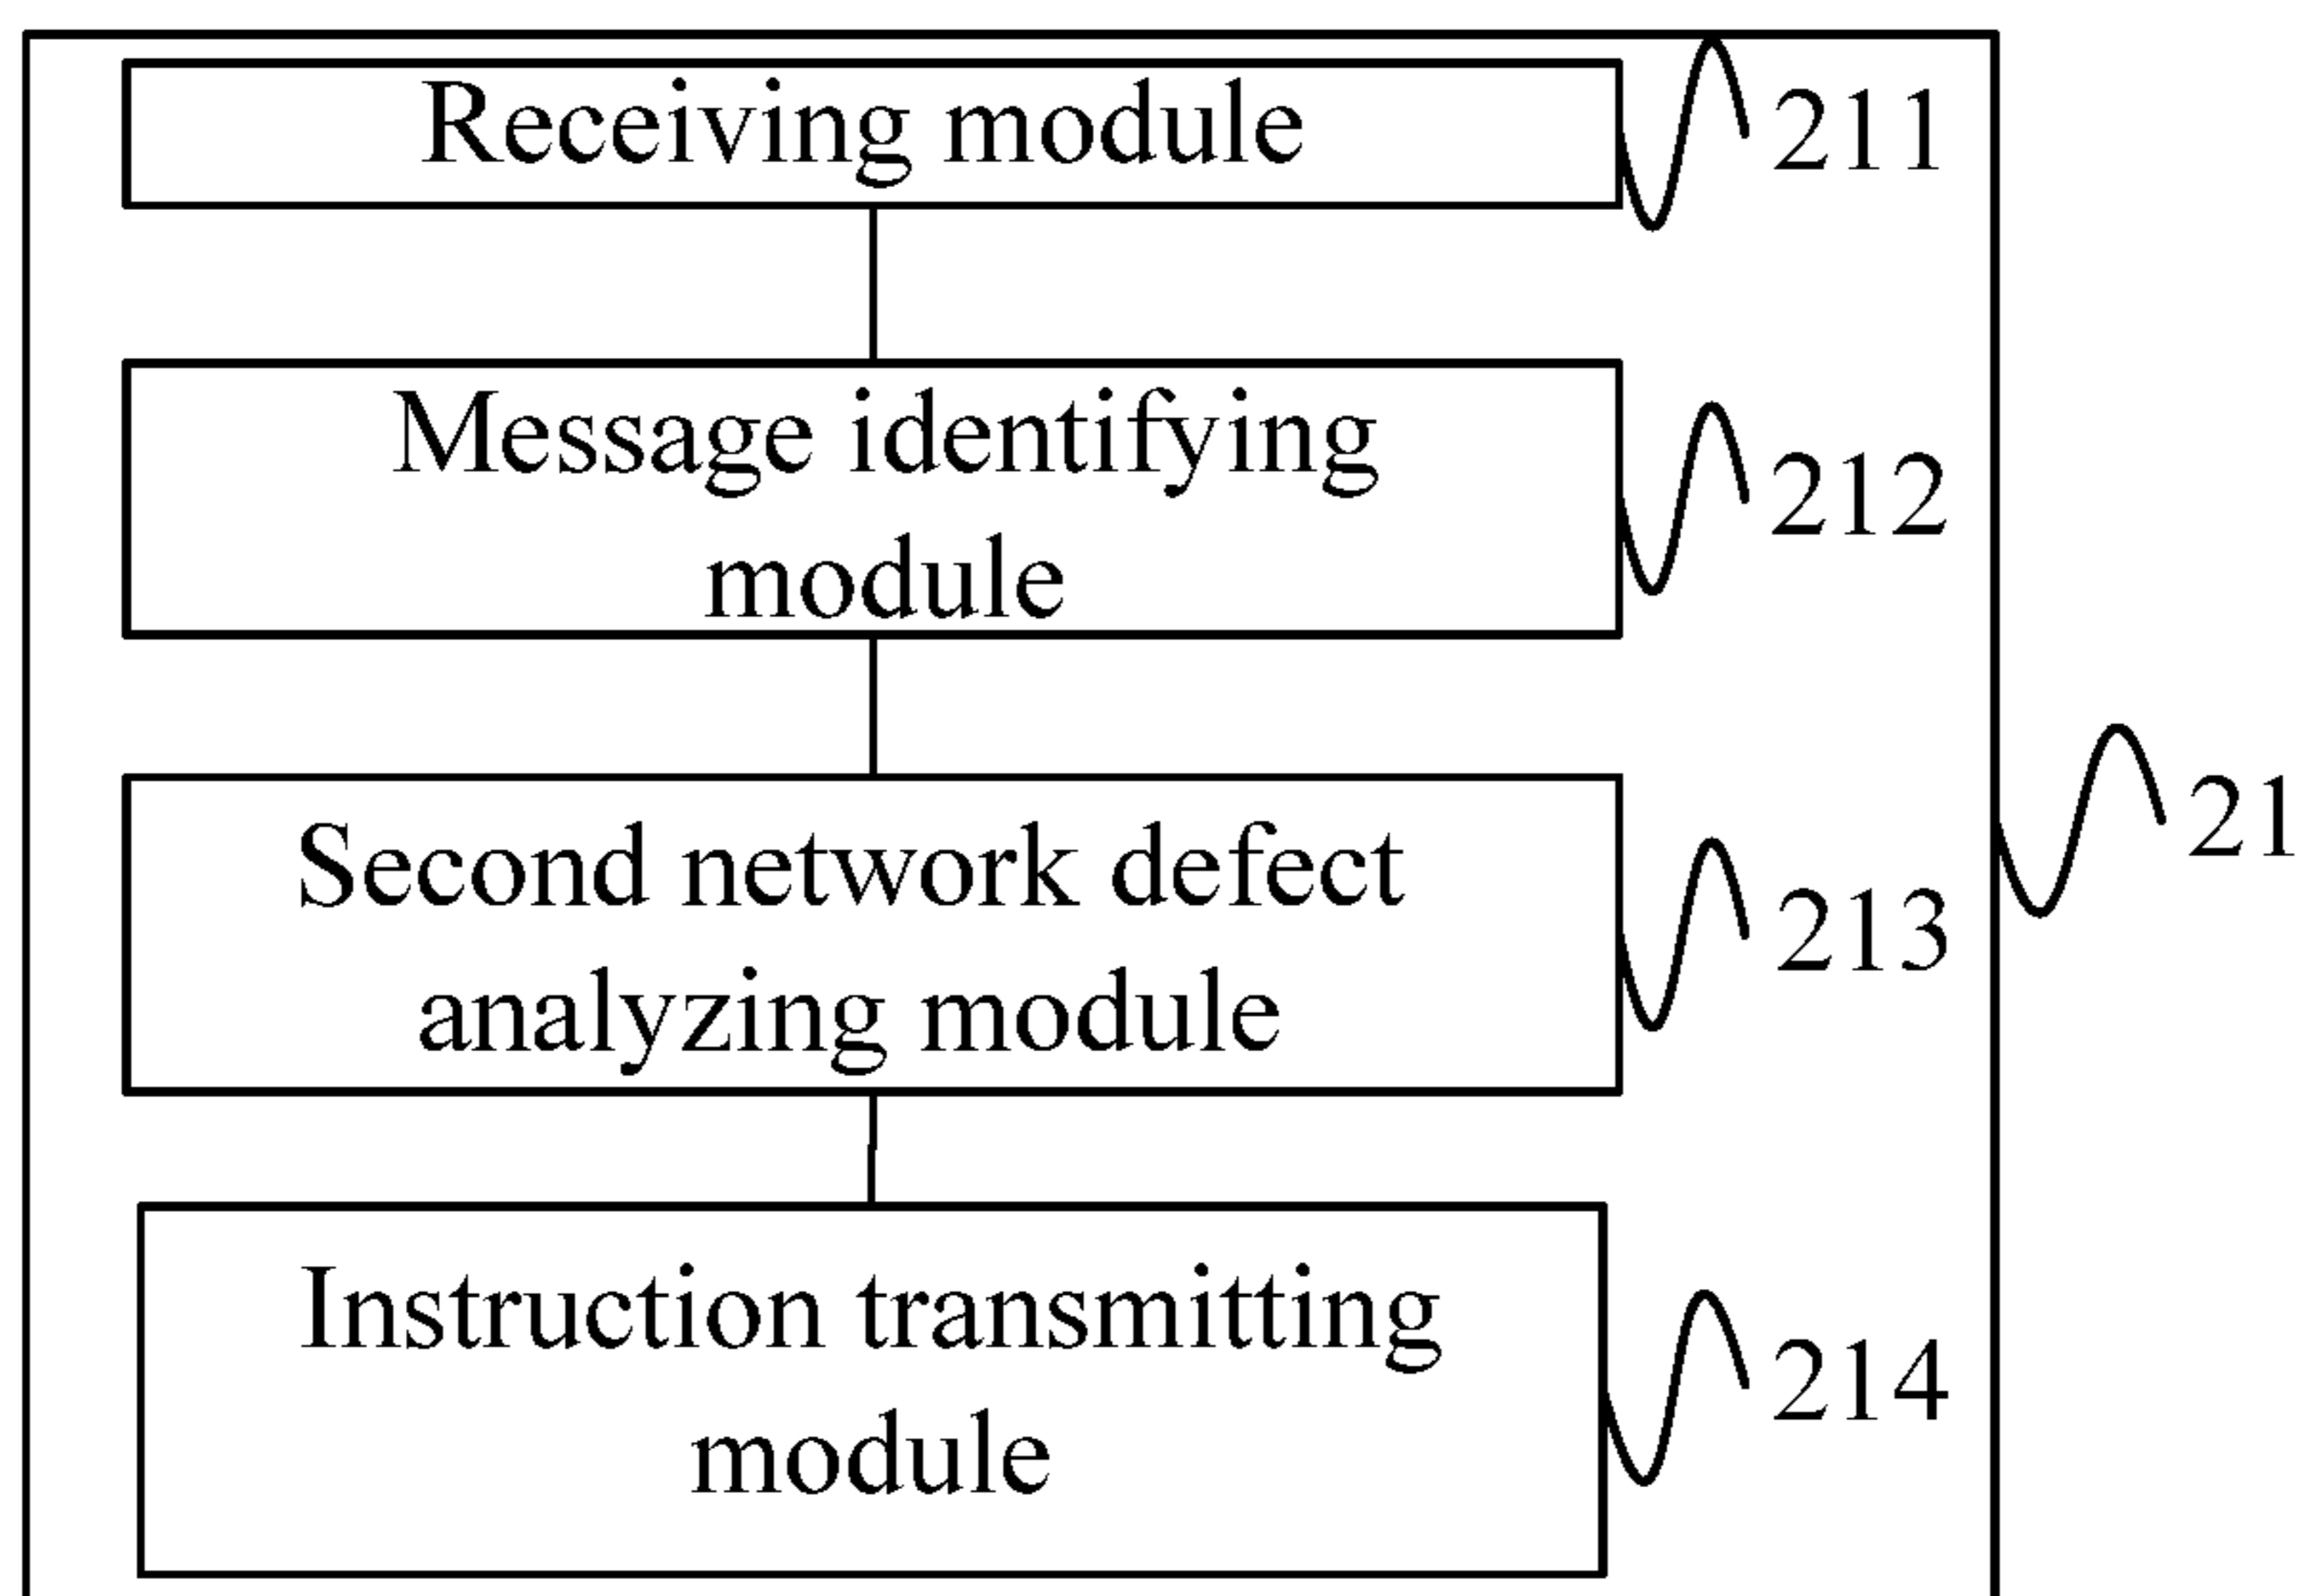 Receiving module
211
Message identifying
module
212
Second network defect
analyzing module
213
21
Instruction transmitting
module
214